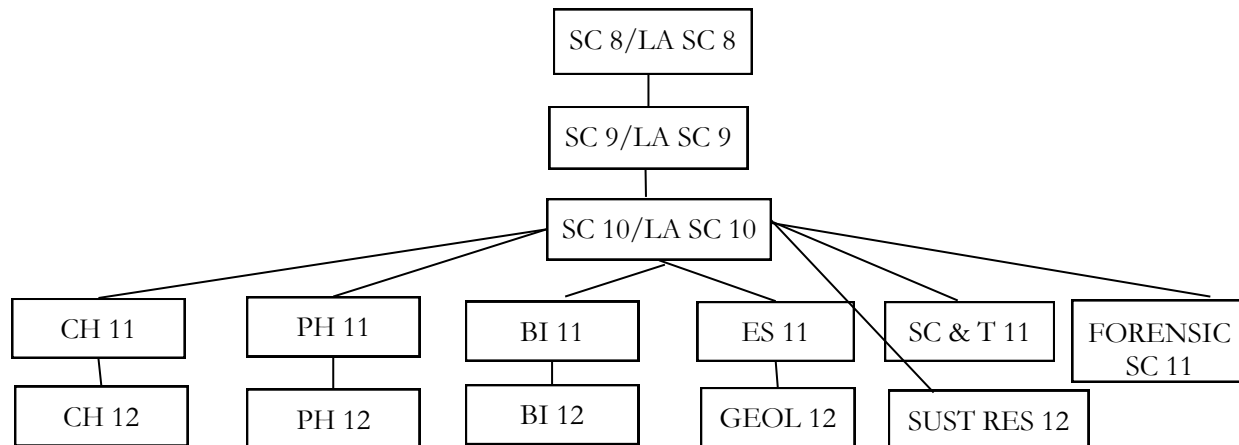 SC 8/LA SC 8
SC 9/LA SC 9
SC 10/LA SC 10
CH 11
PH 11
BI 11
ES 11
SC & T 11
FORENSIC
SC 11
CH 12
PH 12
BI 12
GEOL 12
SUST RES 12